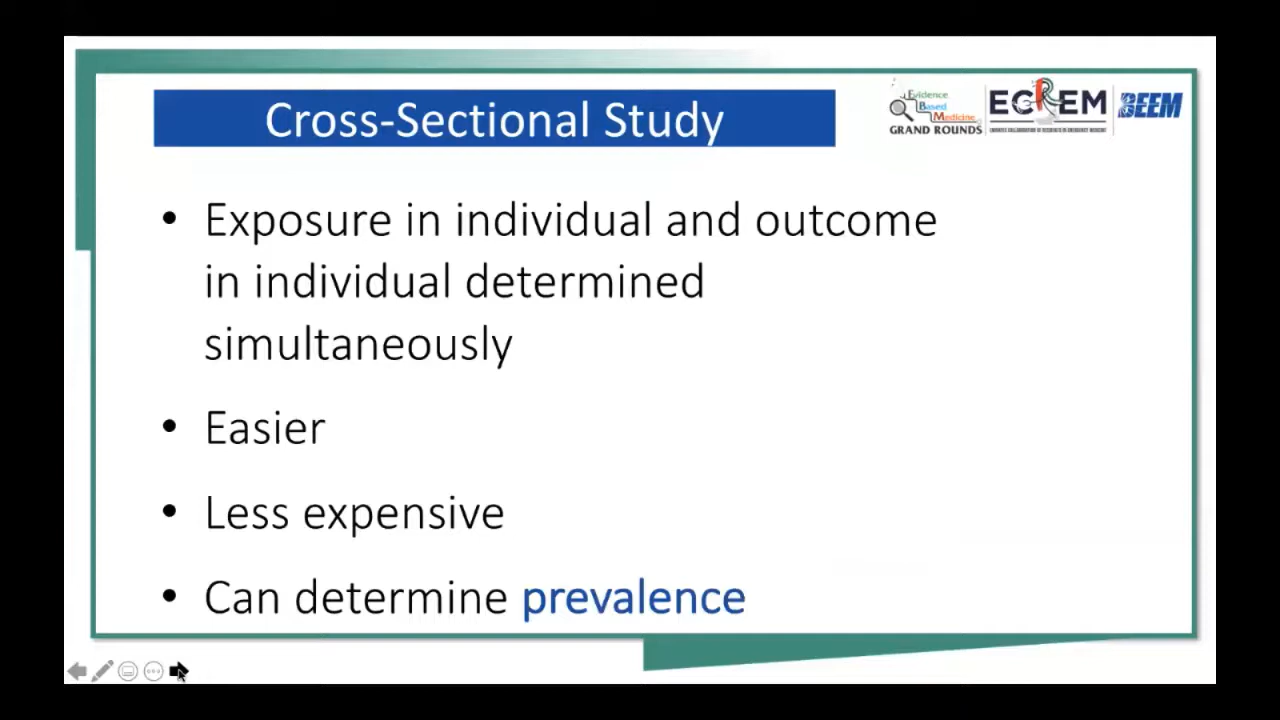 Cross-Sectional Study
Evidence
Based
Medicine
GRAND ROUNDS
ECREM
BEEM
• Exposure in individual and outcome
in individual determined
simultaneously
• Easier
• Less expensive
• Can determine prevalence